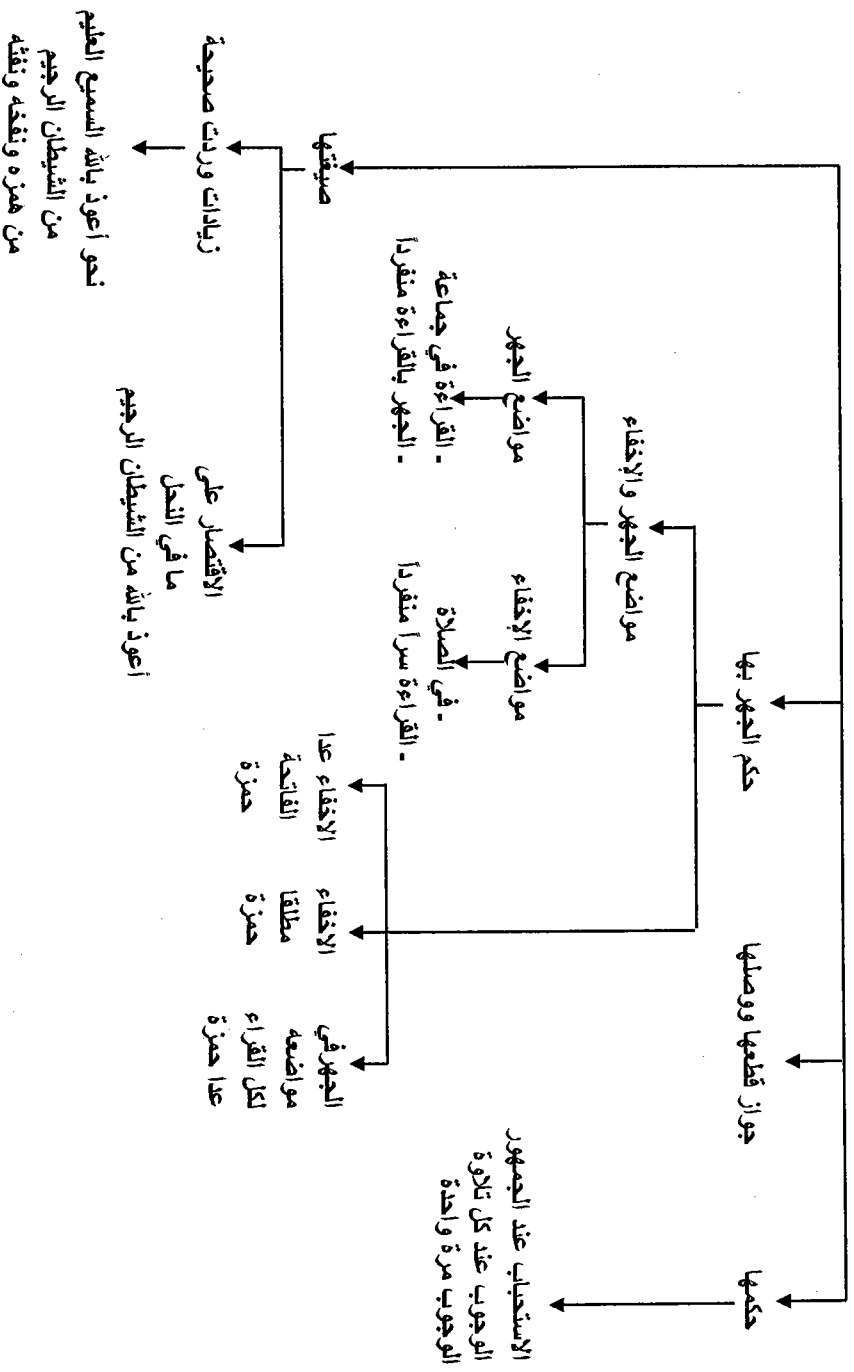 حكمها
الاستحباب عند الجمهور
الوجوب عند كل تلاوة
الوجوب مرة واحدة
جواز قطعها ووصلها
حكم الجهر بها
مواضع الجهر والإخفاء
مواضع الإخفاء
- في الصلاة
- القراءة سراً منفرداً
مواضع الجهر
- القراءة في جماعة
- الجهر بالقراءة منفرداً
الجهر في
مواضعه
لكل القراء
عدا حمزة
الاخفاء
مطلقا
حمزة
الاخفاء عدا
الفاتحة
حمزة
صيغتها
الاقتصار على
ما في النحل
أعوذ بالله من الشيطان الرجيم
زيادات وردت صحيحة
نحو أعوذ بالله السميع العليم
من الشيطان الرجيم
من همزه ونفخه ونفثه